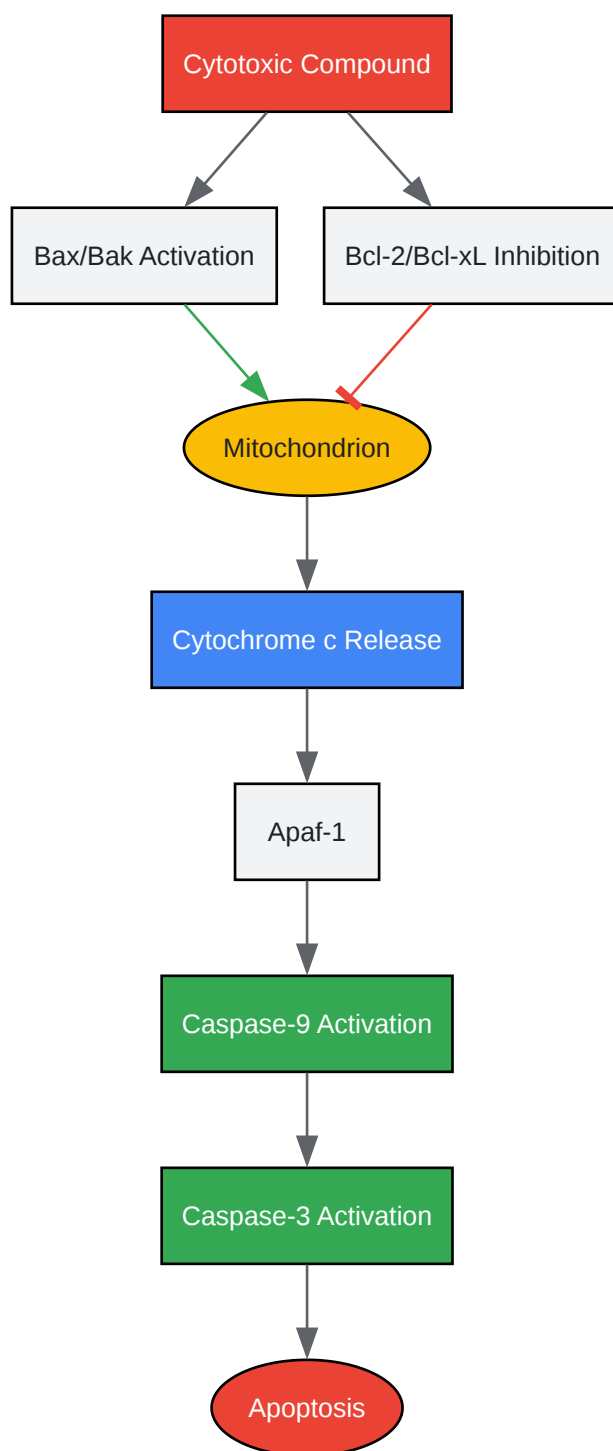 Cytotoxic Compound
Bax/Bak Activation
Bcl-2/Bcl-xL Inhibition
Mitochondrion
Cytochrome c Release
Apaf-1
Caspase-9 Activation
Caspase-3 Activation
Apoptosis